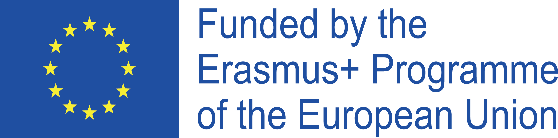 Funded by the
Erasmus+ Programme
of the European Union